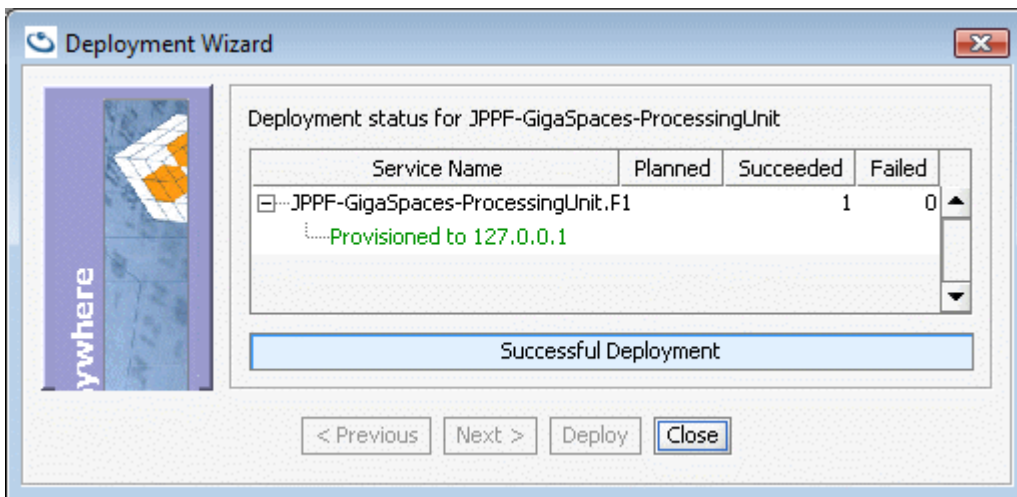 Deployment Wizard
Deployment status for JPPF-GigaSpaces-ProcessingUnit
Service Name Planned Succeeded Failed
JPPF-GigaSpaces-ProcessingUnit.F1 1 0
Provisioned to 127.0.0.1
ywhere
Successful Deployment
< Previous Next > Deploy Close